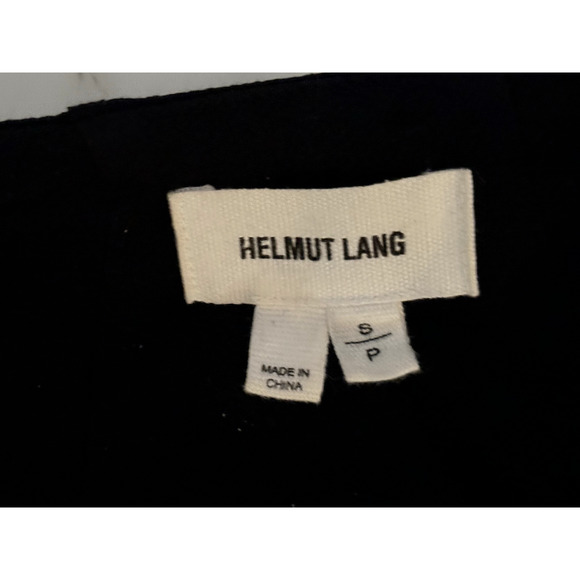 HELMUT LANG
MADE IN
CHINA
S
P